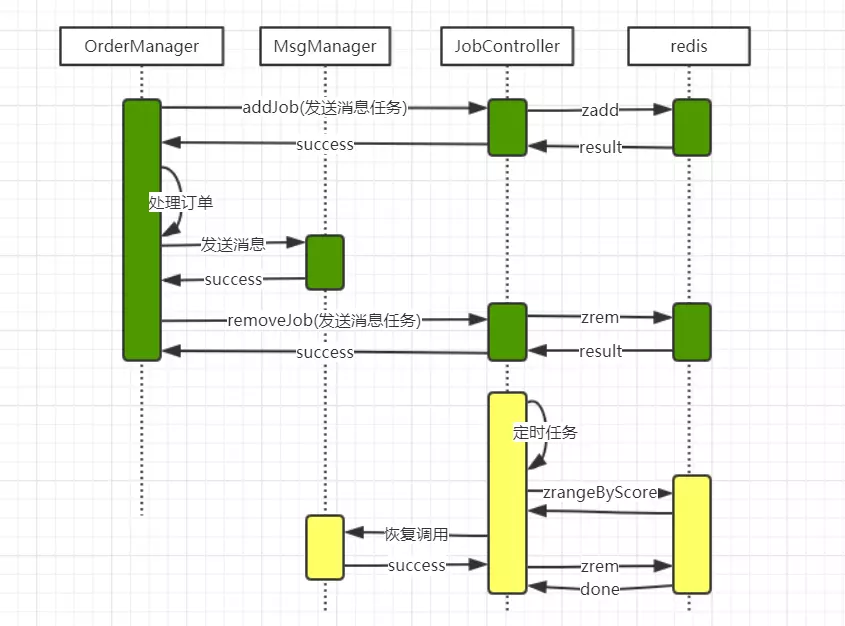 OrderManager
MsgManager
JobController
redis
addJob(发送消息任务)
zadd
success
result
处理订单
发送消息
success
removeJob(发送消息任务)
zrem
success
result
定时任务
zrangeByScore
恢复调用
success
zrem
done